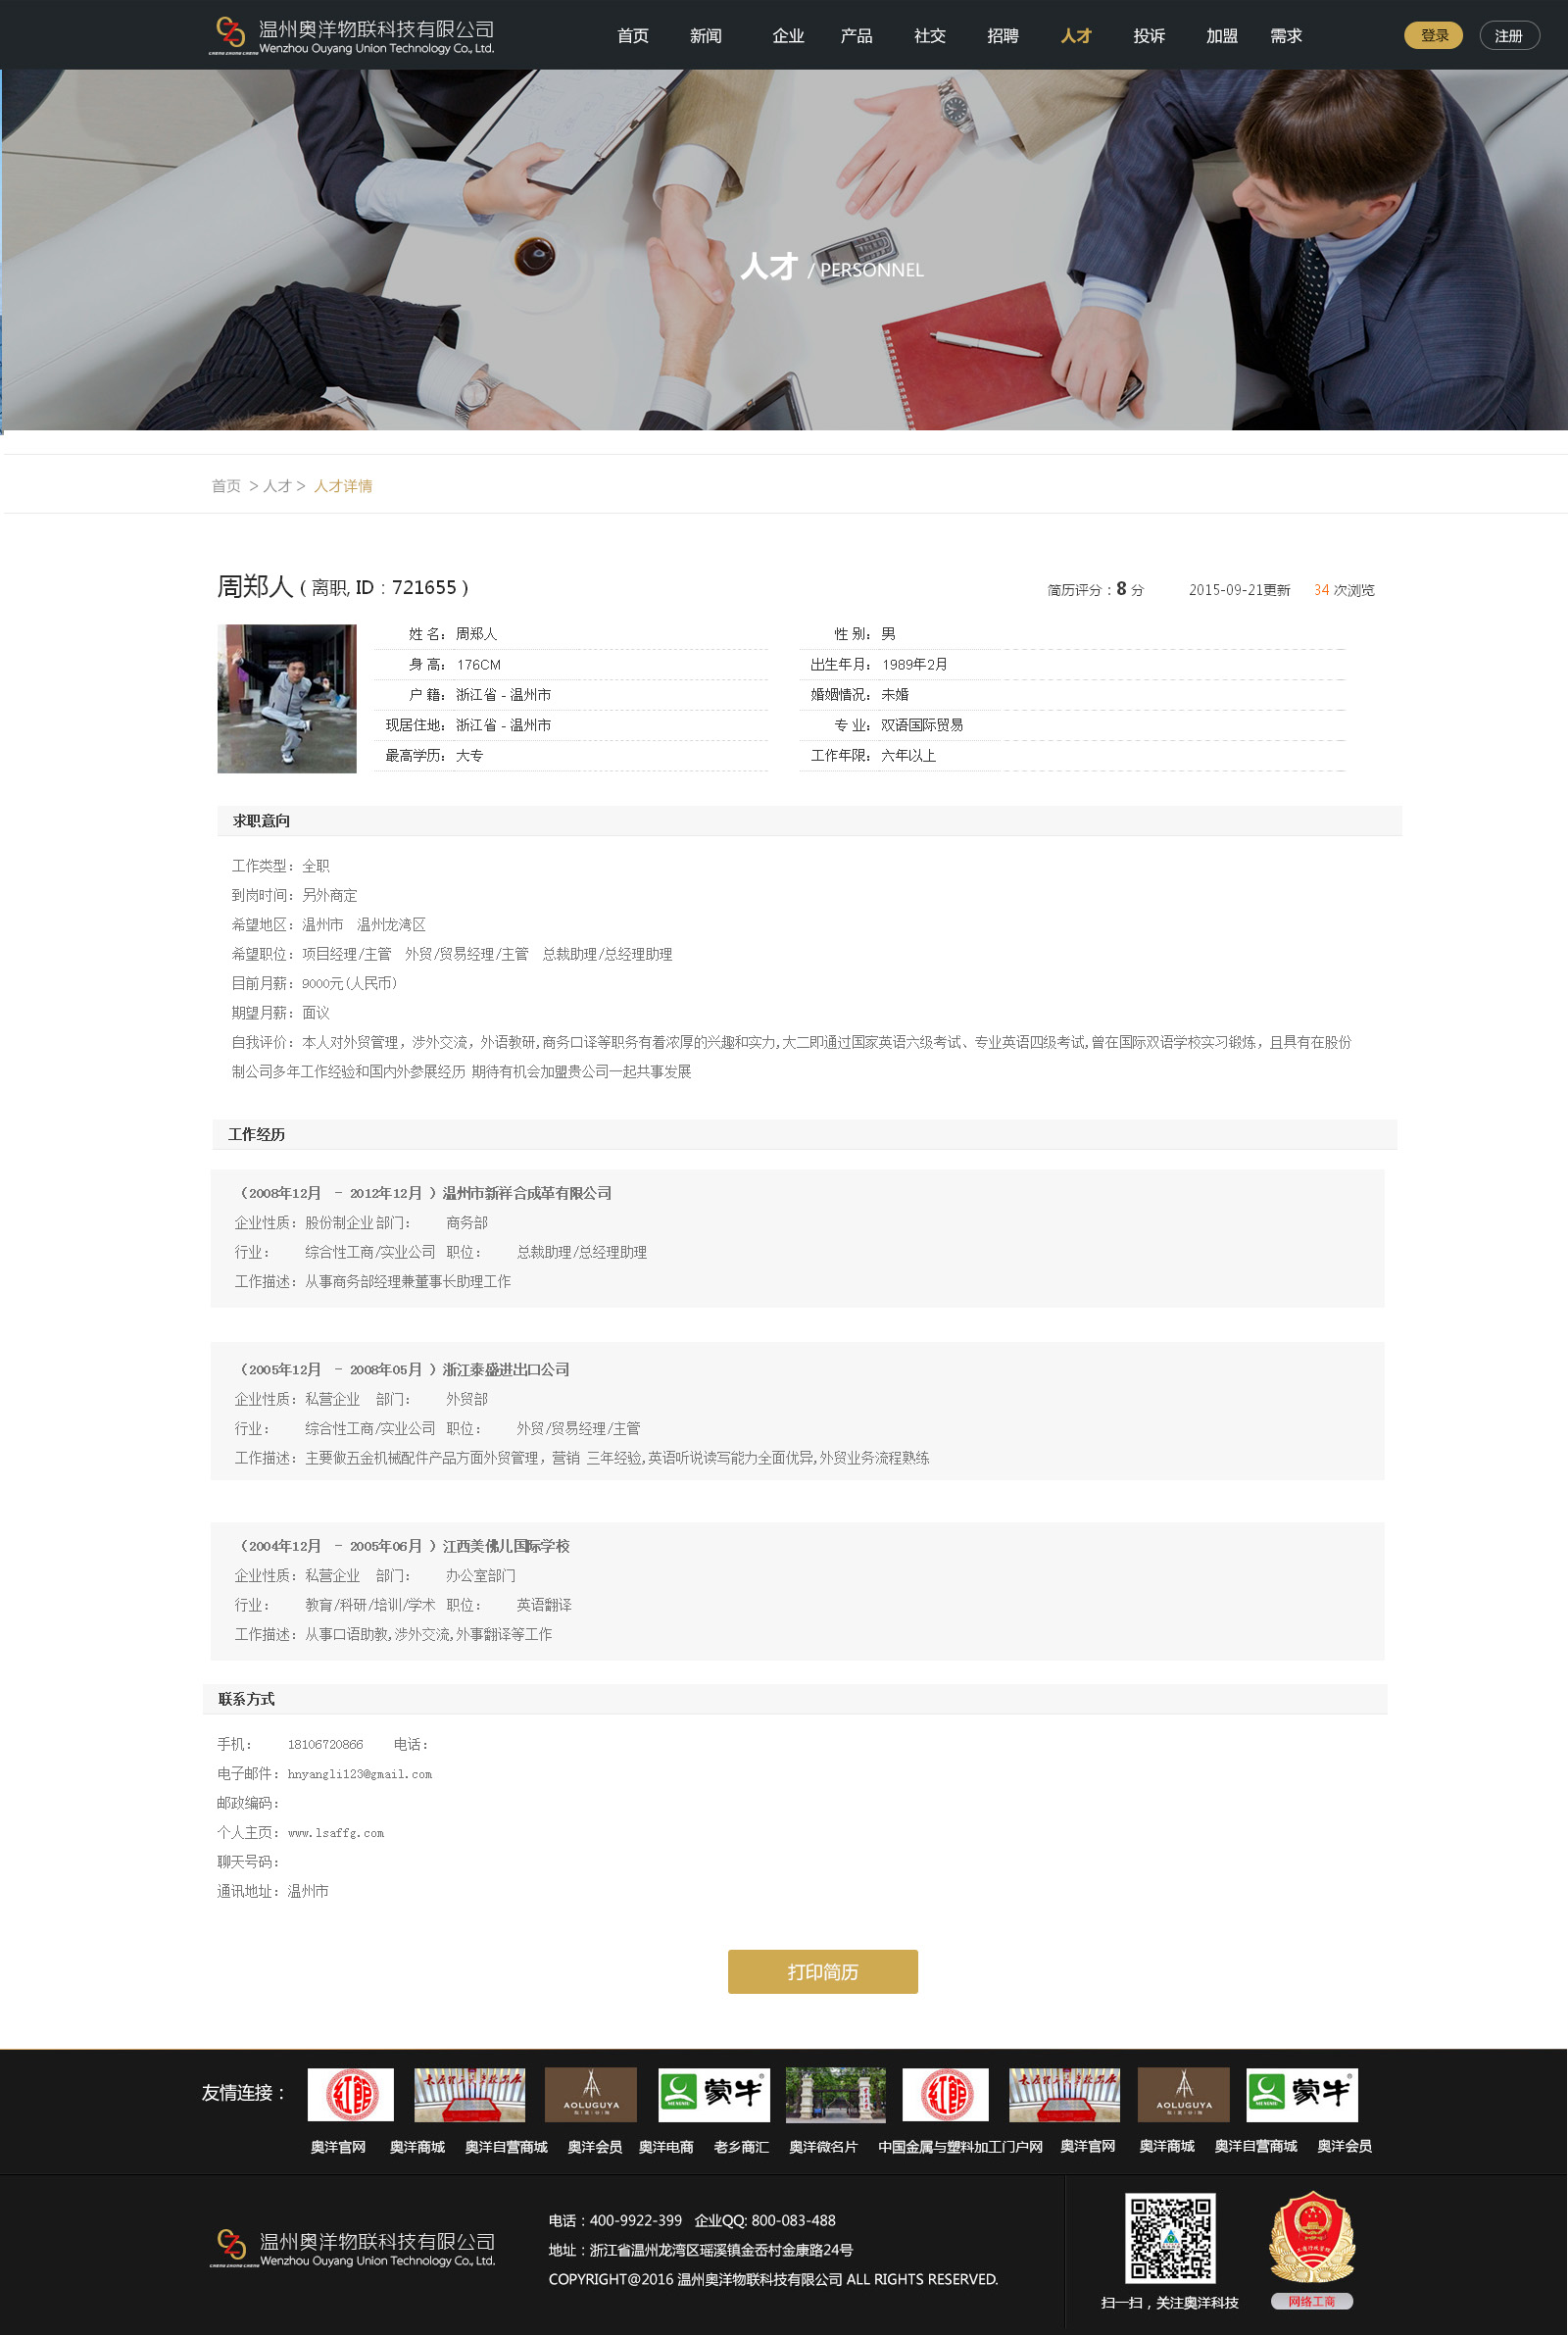 温州奥洋物联科技有限公司
Wenzhou Ouyang Union Technology Co., Ltd.
首页 新闻 企业 产品 社交 招聘 人才 投诉 加盟 需求 登录 注册
人才 / PERSONNEL
首页 > 人才 > 人才详情
周郑人 ( 离职, ID：721655 ) 简历评分：8 分 2015-09-21更新 34 次浏览
姓 名： 周郑人 性 别： 男
身 高： 176CM 出生年月： 1989年2月
户 籍： 浙江省 - 温州市 婚姻情况： 未婚
现居住地： 浙江省 - 温州市 专 业： 双语国际贸易
最高学历： 大专 工作年限： 六年以上
求职意向
工作类型： 全职
到岗时间： 另外商定
希望地区： 温州市 温州龙湾区
希望职位： 项目经理/主管 外贸/贸易经理/主管 总裁助理/总经理助理
目前月薪： 9000元(人民币)
期望月薪： 面议
自我评价： 本人对外贸管理，涉外交流，外语教研,商务口译等职务有着浓厚的兴趣和实力,大二即通过国家英语六级考试、专业英语四级考试,曾在国际双语学校实习锻炼，且具有在股份
制公司多年工作经验和国内外参展经历 期待有机会加盟贵公司一起共事发展
工作经历
（2008年12月 - 2012年12月 ）温州市新祥合成革有限公司
企业性质： 股份制企业 部门： 商务部
行业： 综合性工商/实业公司 职位： 总裁助理/总经理助理
工作描述： 从事商务部经理兼董事长助理工作
（2005年12月 - 2008年05月 ）浙江泰盛进出口公司
企业性质： 私营企业 部门： 外贸部
行业： 综合性工商/实业公司 职位： 外贸/贸易经理/主管
工作描述： 主要做五金机械配件产品方面外贸管理，营销 三年经验,英语听说读写能力全面优异,外贸业务流程熟练
（2004年12月 - 2005年06月 ）江西美佛儿国际学校
企业性质： 私营企业 部门： 办公室部门
行业： 教育/科研/培训/学术 职位： 英语翻译
工作描述： 从事口语助教,涉外交流,外事翻译等工作
联系方式
手机： 18106720866 电话：
电子邮件： hnyangli123@gmail.com
邮政编码：
个人主页： www.lsaffg.com
聊天号码：
通讯地址： 温州市
打印简历
友情连接：
AOLUGUYA 蒙牛 AOLUGUYA 蒙牛
奥洋官网 奥洋商城 奥洋自营商城 奥洋会员 奥洋电商 老乡商汇 奥洋微名片 中国金属与塑料加工门户网 奥洋官网 奥洋商城 奥洋自营商城 奥洋会员
温州奥洋物联科技有限公司
Wenzhou Ouyang Union Technology Co., Ltd.
电话：400-9922-399 企业QQ: 800-083-488
地址：浙江省温州龙湾区瑶溪镇金岙村金康路24号
COPYRIGHT@2016 温州奥洋物联科技有限公司 ALL RIGHTS RESERVED.
扫一扫，关注奥洋科技
网络工商